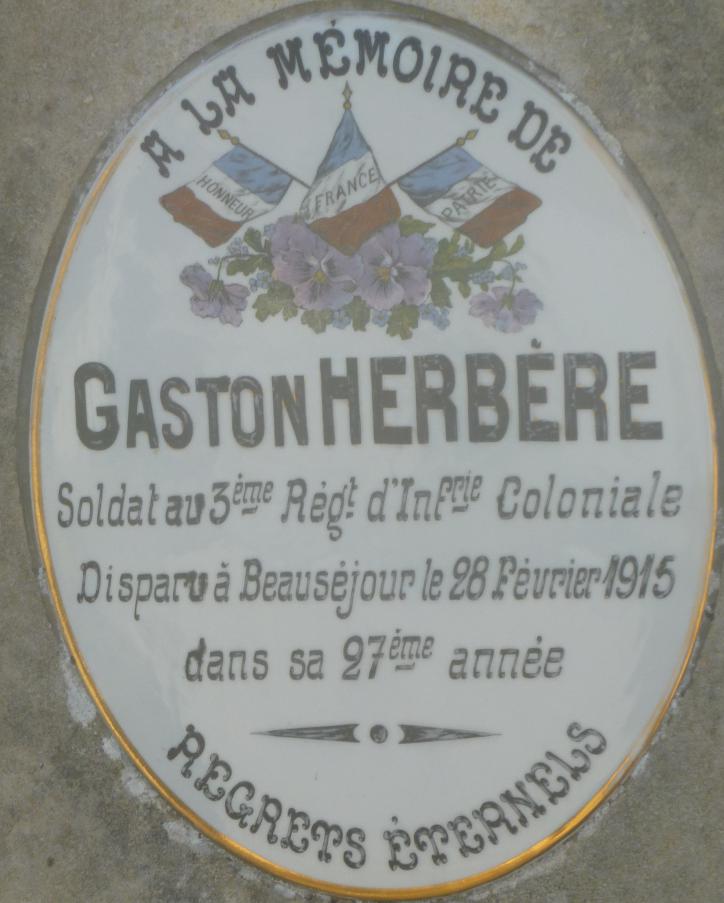 A LA MÉMOIRE DE
HONNEUR
FRANCE
PATRIE
GASTON HERBÈRE
Soldat au 3ème Régt d'Infrie Coloniale
Disparu à Beauséjour le 28 Février 1915
dans sa 27ème année
REGRETS ÉTERNELS